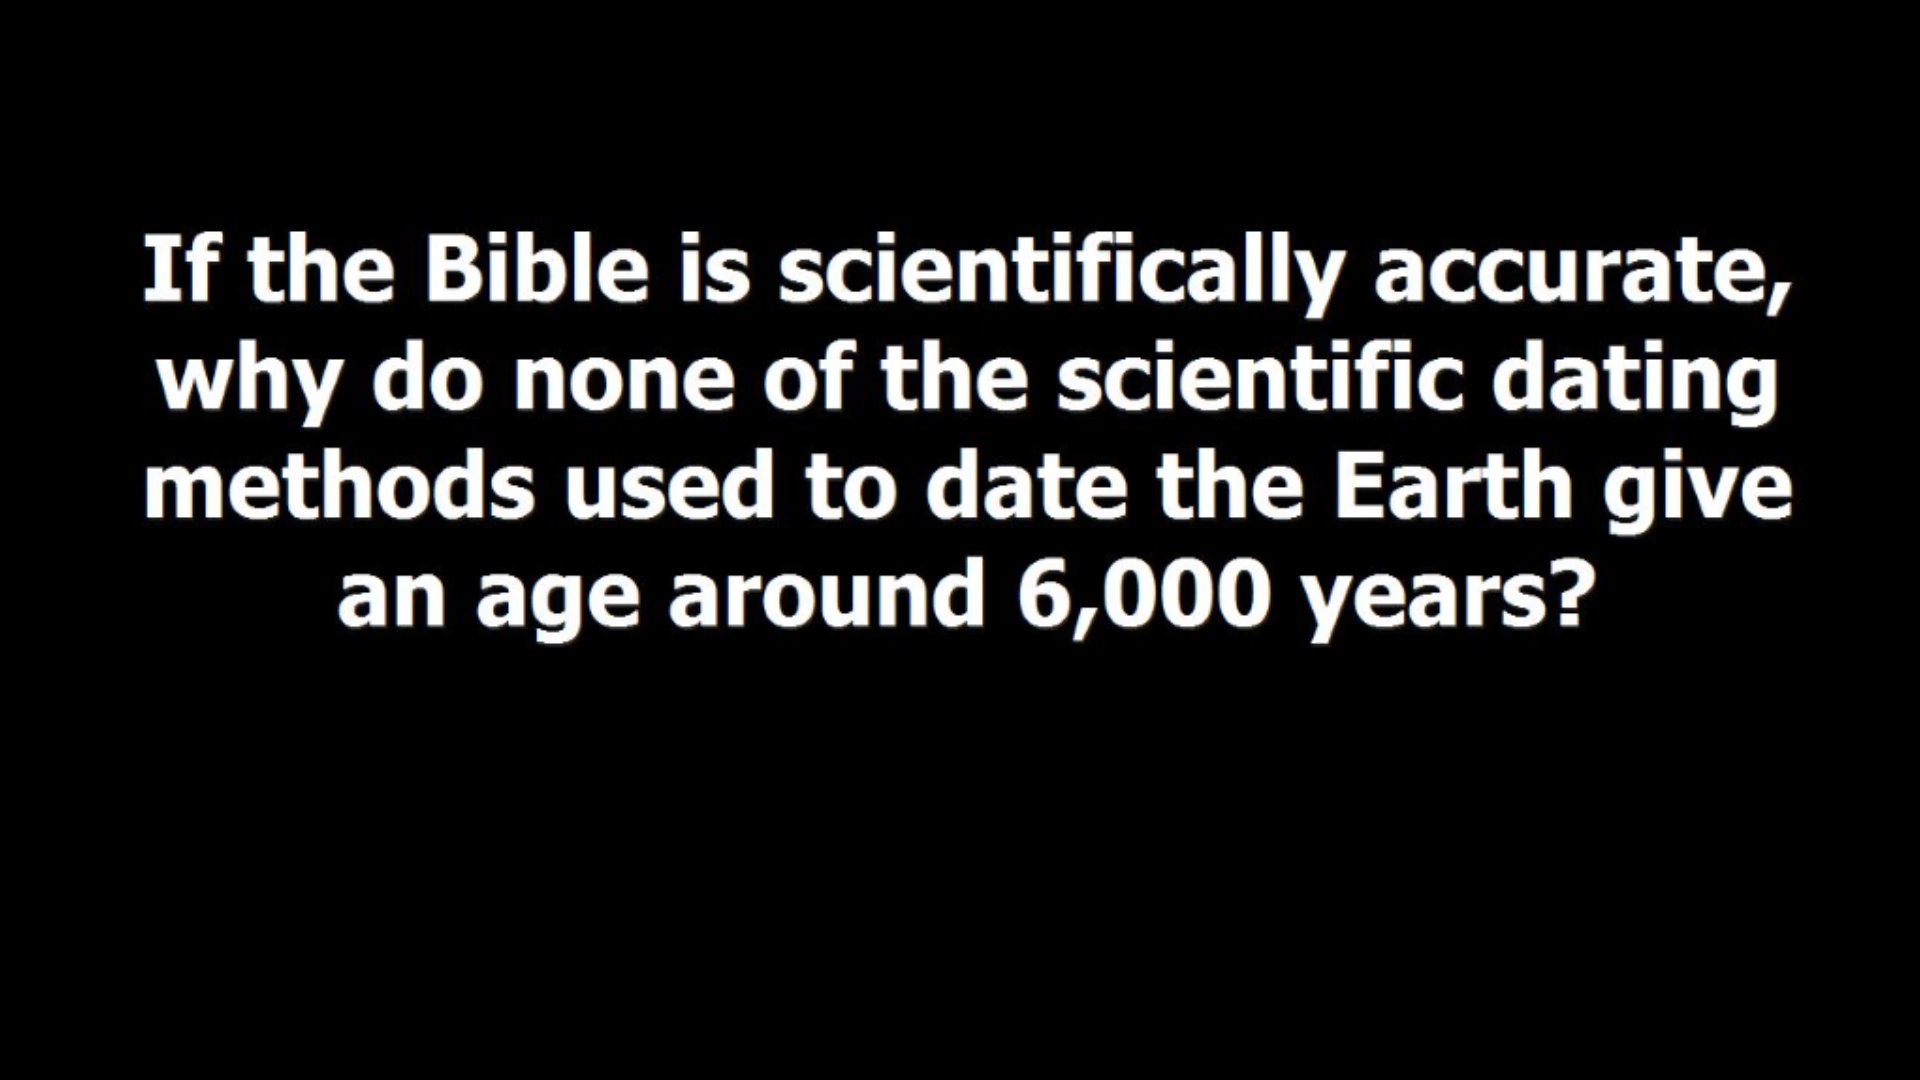 If the Bible is scientifically accurate,
why do none of the scientific dating
methods used to date the Earth give
an age around 6,000 years?